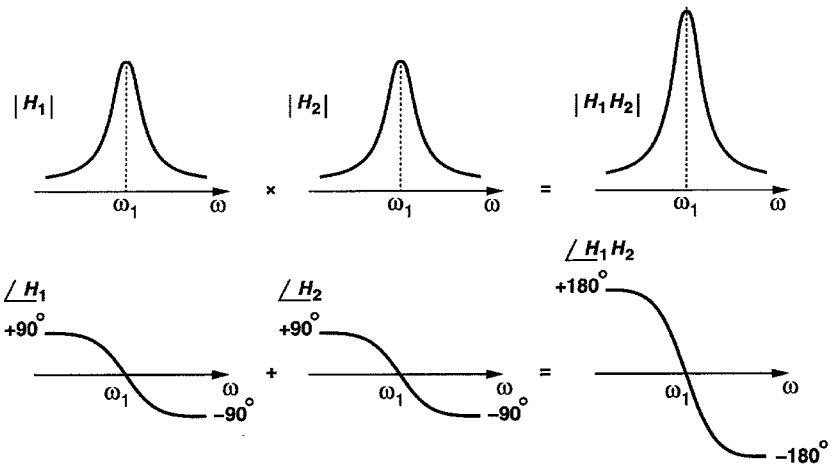 |H₁|
|H₂|
|H₁H₂|
ω₁
ω
×
ω₁
ω
=
ω₁
ω
∠H₁
+90°
ω₁
ω
−90°
+
∠H₂
+90°
ω₁
ω
−90°
=
∠H₁H₂
+180°
ω₁
ω
−180°